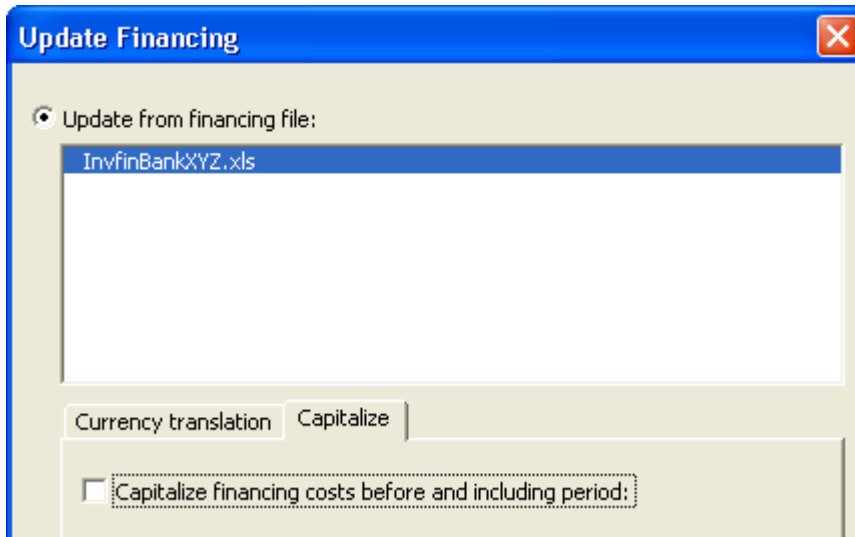 Update Financing
Update from financing file:
InvfinBankXYZ.xls
Currency translation Capitalize
Capitalize financing costs before and including period: